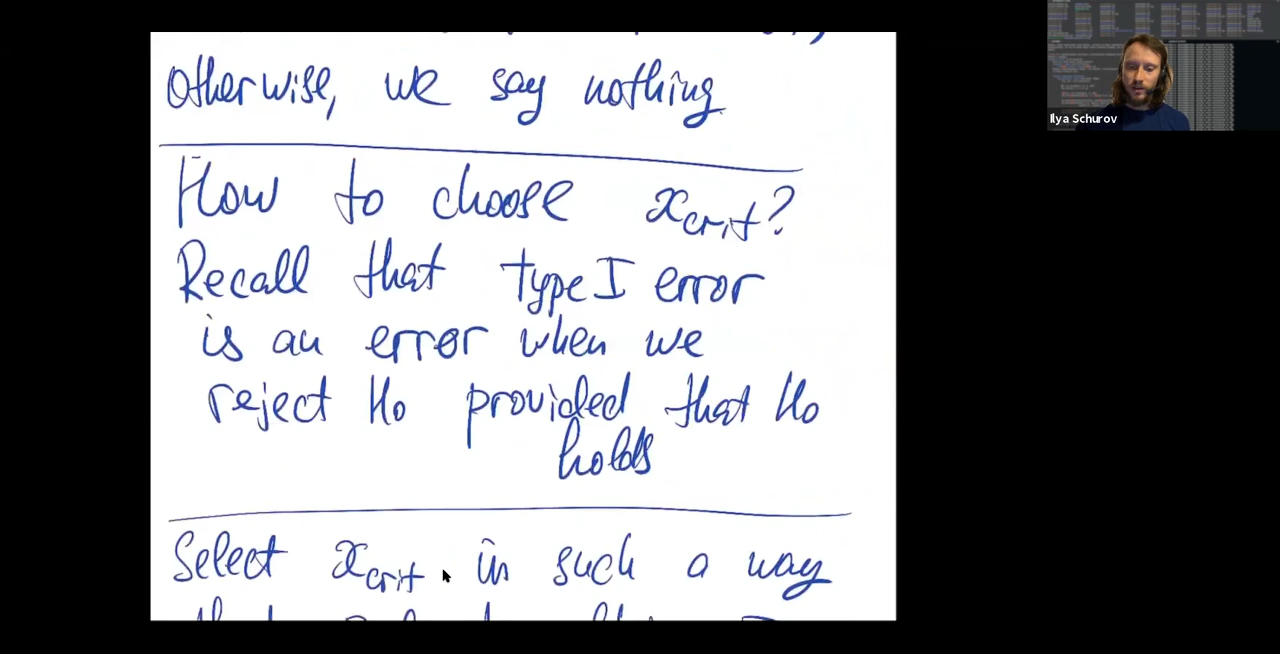 otherwise, we say nothing
How to choose x_crit?
Recall that type I error
is an error when we
reject H0 provided that H0
holds
Select x_crit in such a way
Ilya Schurov